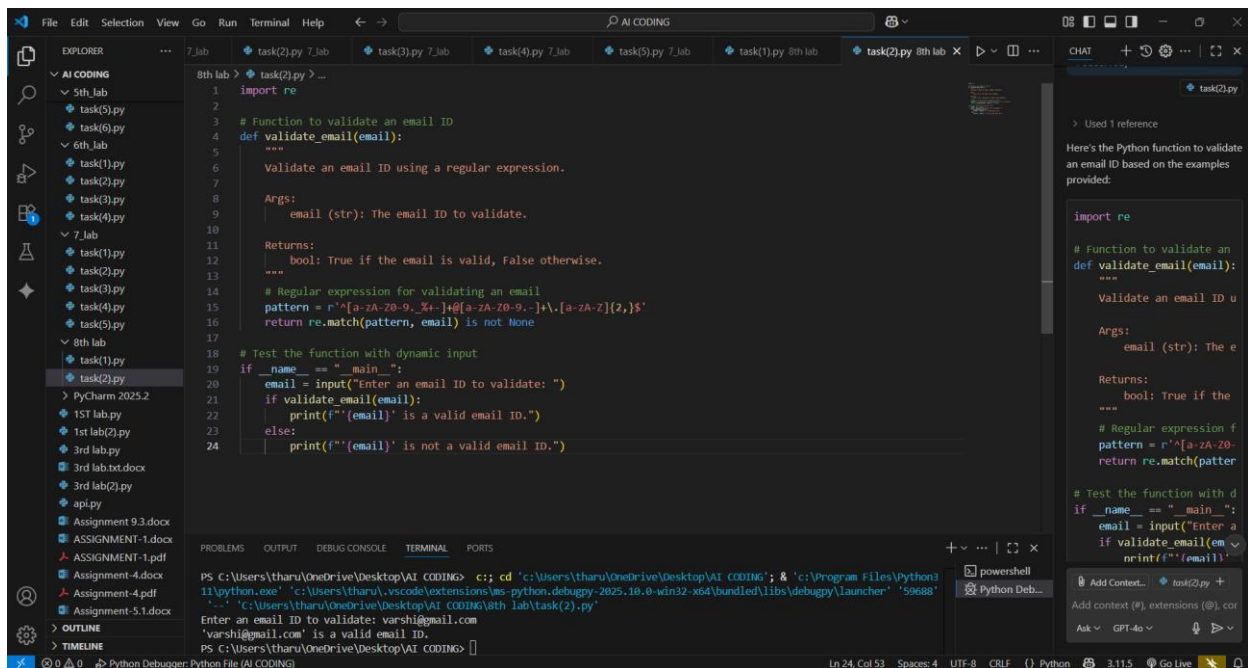 File Edit Selection View Go Run Terminal Help
AI CODING
EXPLORER
AI CODING
5th_lab
task(5).py
task(6).py
6th_lab
task(1).py
task(2).py
task(3).py
task(4).py
7_lab
task(1).py
task(2).py
task(3).py
task(4).py
task(5).py
8th lab
task(1).py
task(2).py
PyCharm 2025.2
1ST lab.py
1st lab(2).py
3rd lab.py
3rd lab.txt.docx
3rd lab(2).py
api.py
Assignment 9.3.docx
ASSIGNMENT-1.docx
ASSIGNMENT-1.pdf
Assignment-4.docx
Assignment-4.pdf
Assignment-5.1.docx
OUTLINE
TIMELINE
7_lab task(2).py 7_lab task(3).py 7_lab task(4).py 7_lab task(5).py 7_lab task(1).py 8th lab task(2).py 8th lab
8th lab > task(2).py > ...
1 import re
2
3 # Function to validate an email ID
4 def validate_email(email):
5 """
6 Validate an email ID using a regular expression.
7
8 Args:
9 email (str): The email ID to validate.
10
11 Returns:
12 bool: True if the email is valid, False otherwise.
13 """
14 # Regular expression for validating an email
15 pattern = r'^[a-zA-Z0-9._%+-]+@[a-zA-Z0-9.-]+\.[a-zA-Z]{2,}$'
16 return re.match(pattern, email) is not None
17
18 # Test the function with dynamic input
19 if __name__ == "__main__":
20 email = input("Enter an email ID to validate: ")
21 if validate_email(email):
22 print(f"'{email}' is a valid email ID.")
23 else:
24 print(f"'{email}' is not a valid email ID.")
PROBLEMS OUTPUT DEBUG CONSOLE TERMINAL PORTS
PS C:\Users\tharu\OneDrive\Desktop\AI CODING> c:; cd 'c:\Users\tharu\OneDrive\Desktop\AI CODING'; & 'c:\Program Files\Python3
11\python.exe' 'c:\Users\tharu\.vscode\extensions\ms-python.debugpy-2025.10.0-win32-x64\bundled\libs\debugpy\launcher' '59688'
'--' 'C:\Users\tharu\OneDrive\Desktop\AI CODING\8th lab\task(2).py'
Enter an email ID to validate: varshi@gmail.com
'varshi@gmail.com' is a valid email ID.
PS C:\Users\tharu\OneDrive\Desktop\AI CODING>
powershell
Python Deb...
CHAT
task(2).py
Used 1 reference
Here's the Python function to validate
an email ID based on the examples
provided:
import re
# Function to validate an
def validate_email(email):
"""
Validate an email ID u
Args:
email (str): The e
Returns:
bool: True if the
"""
# Regular expression f
pattern = r'^[a-zA-Z0-
return re.match(patter
# Test the function with d
if __name__ == "__main__":
email = input("Enter a
if validate_email(em
print(f"'{email}'
Add Context... task(2).py +
Add context (#), extensions (@), cor
Ask GPT-4o
0 0 Python Debugger: Python File (AI CODING)
Ln 24, Col 53 Spaces: 4 UTF-8 CRLF {} Python 3.11.5 Go Live